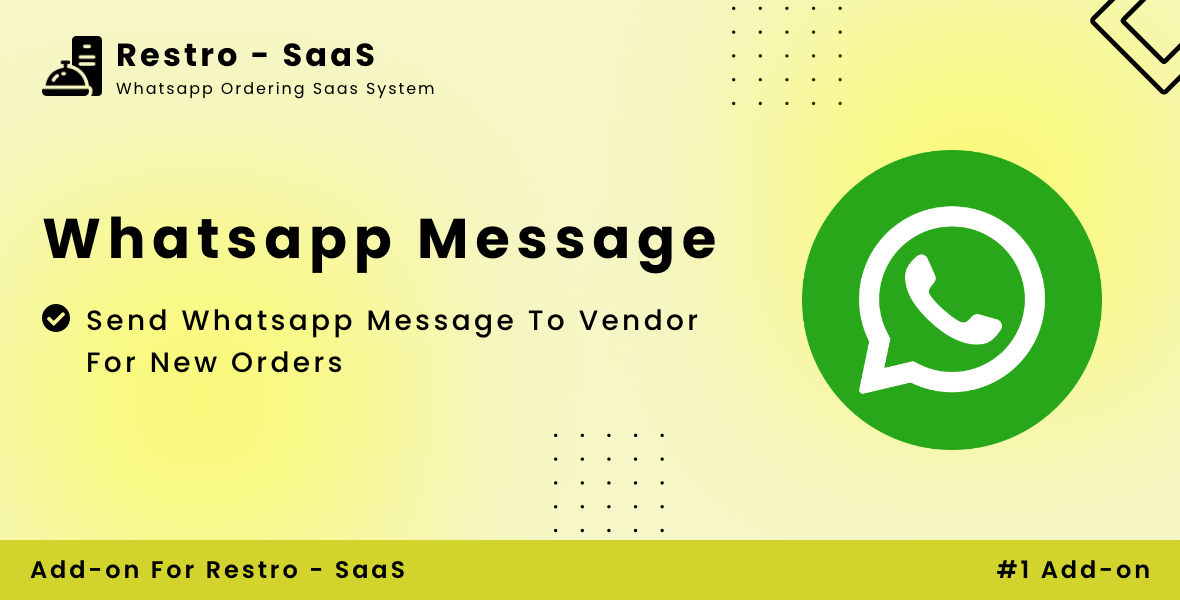 Restro - SaaS
Whatsapp Ordering Saas System
Whatsapp Message
Send Whatsapp Message To Vendor
For New Orders
Add-on For Restro - SaaS
#1 Add-on